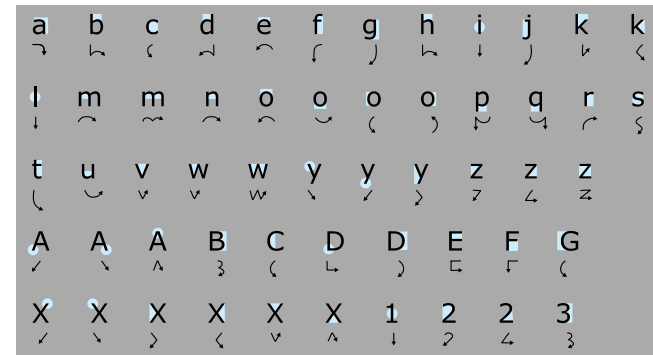 a b c d e f g h i j k k
l m m n o o o o p q r s
t u v w w y y y z z z
A A A B C D D E F G
X X X X X X 1 2 2 3